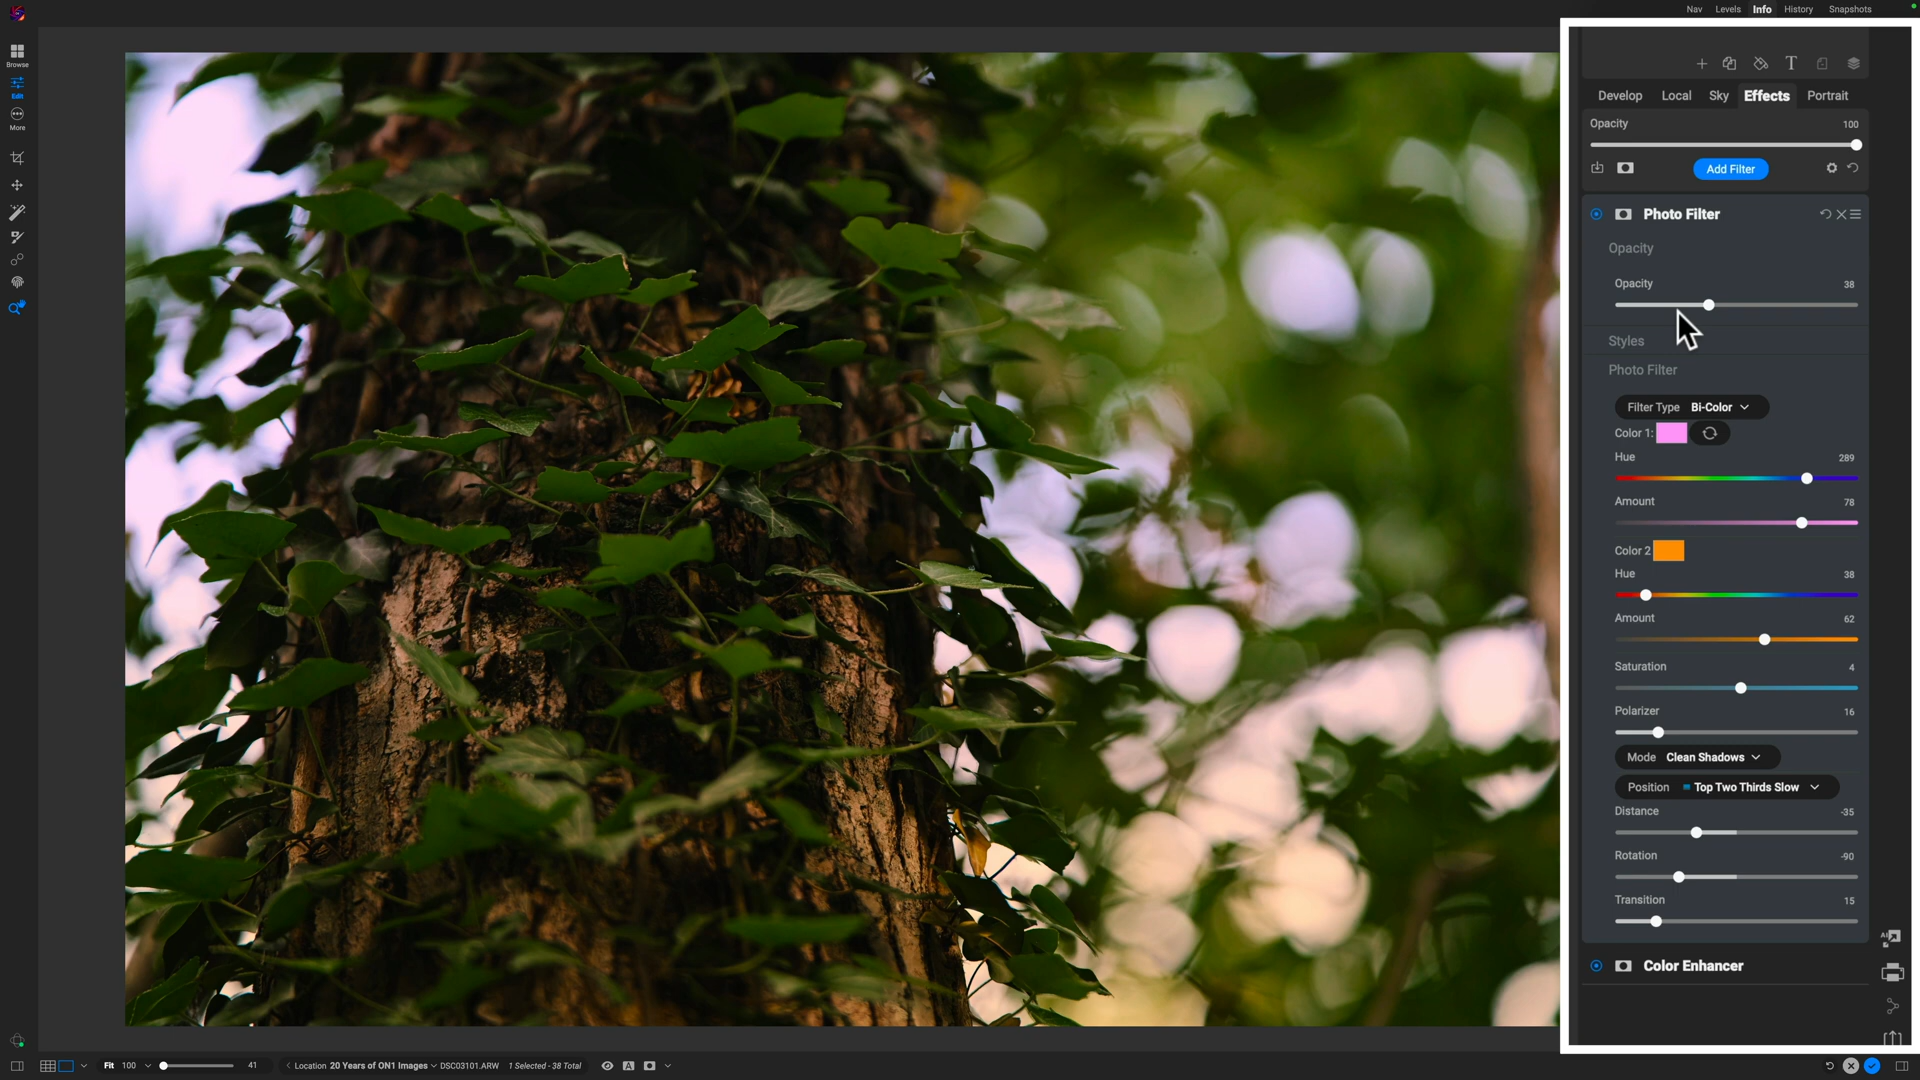 Nav Levels Info History Snapshots
Browse
Edit
More
T
Develop Local Sky Effects Portrait
Opacity 100
Add Filter
Photo Filter
Opacity
Opacity 38
Styles
Photo Filter
Filter Type Bi-Color
Color 1:
Hue 289
Amount 78
Color 2
Hue 38
Amount 62
Saturation 4
Polarizer 16
Mode Clean Shadows
Position Top Two Thirds Slow
Distance -35
Rotation -90
Transition 15
AI
Color Enhancer
Fit 100 41 Location 20 Years of ON1 Images DSC03101.ARW 1 Selected - 38 Total A